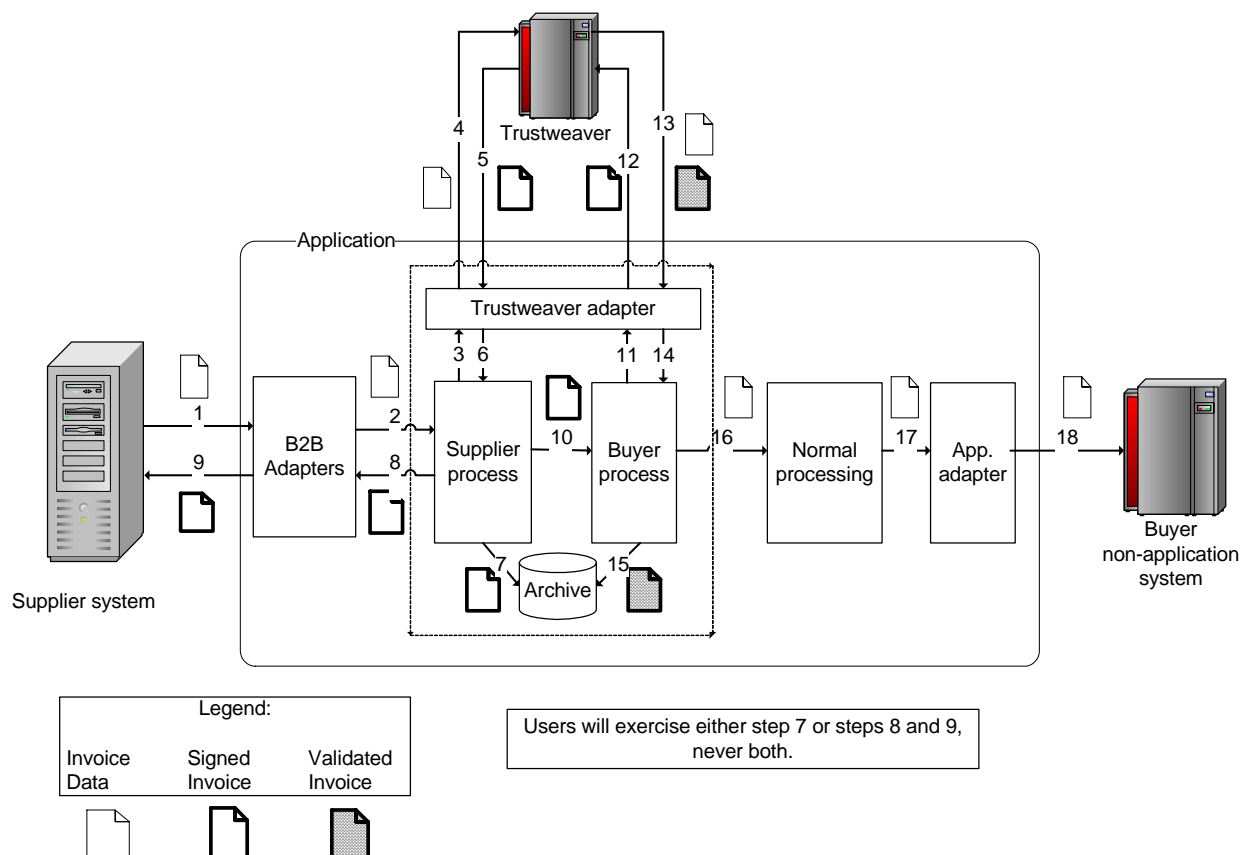 4
5
Trustweaver
12
13
Application
Trustweaver adapter
3
6
11
14
1
2
9
8
B2B
Adapters
Supplier
process
10
Buyer
process
16
Normal
processing
17
App.
adapter
18
7
15
Archive
Supplier system
Buyer
non-application
system
Legend:
Invoice
Data
Signed
Invoice
Validated
Invoice
Users will exercise either step 7 or steps 8 and 9,
never both.